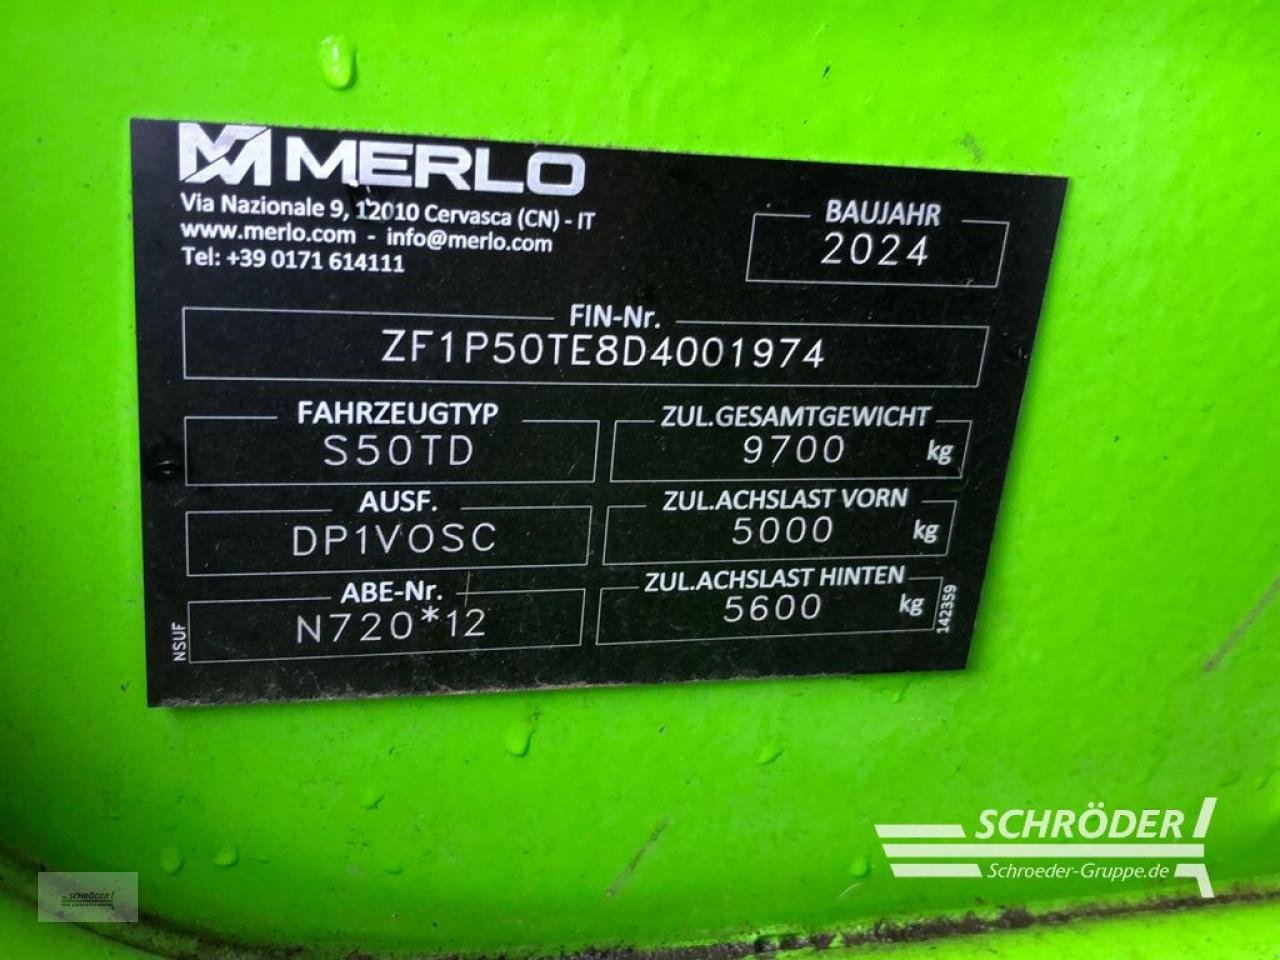 MERLO
Via Nazionale 9, 12010 Cervasca (CN) - IT
www.merlo.com - info@merlo.com
Tel: +39 0171 614111
BAUJAHR
2024
FIN-Nr.
ZF1P50TE8D4001974
FAHRZEUGTYP
S50TD
ZUL.GESAMTGEWICHT
9700 kg
AUSF.
DP1VOSC
ZUL.ACHSLAST VORN
5000 kg
ABE-Nr.
N720*12
ZUL.ACHSLAST HINTEN
5600 kg
NSUF
142359
SCHRÖDER
Schroeder-Gruppe.de
SCHRÖDER